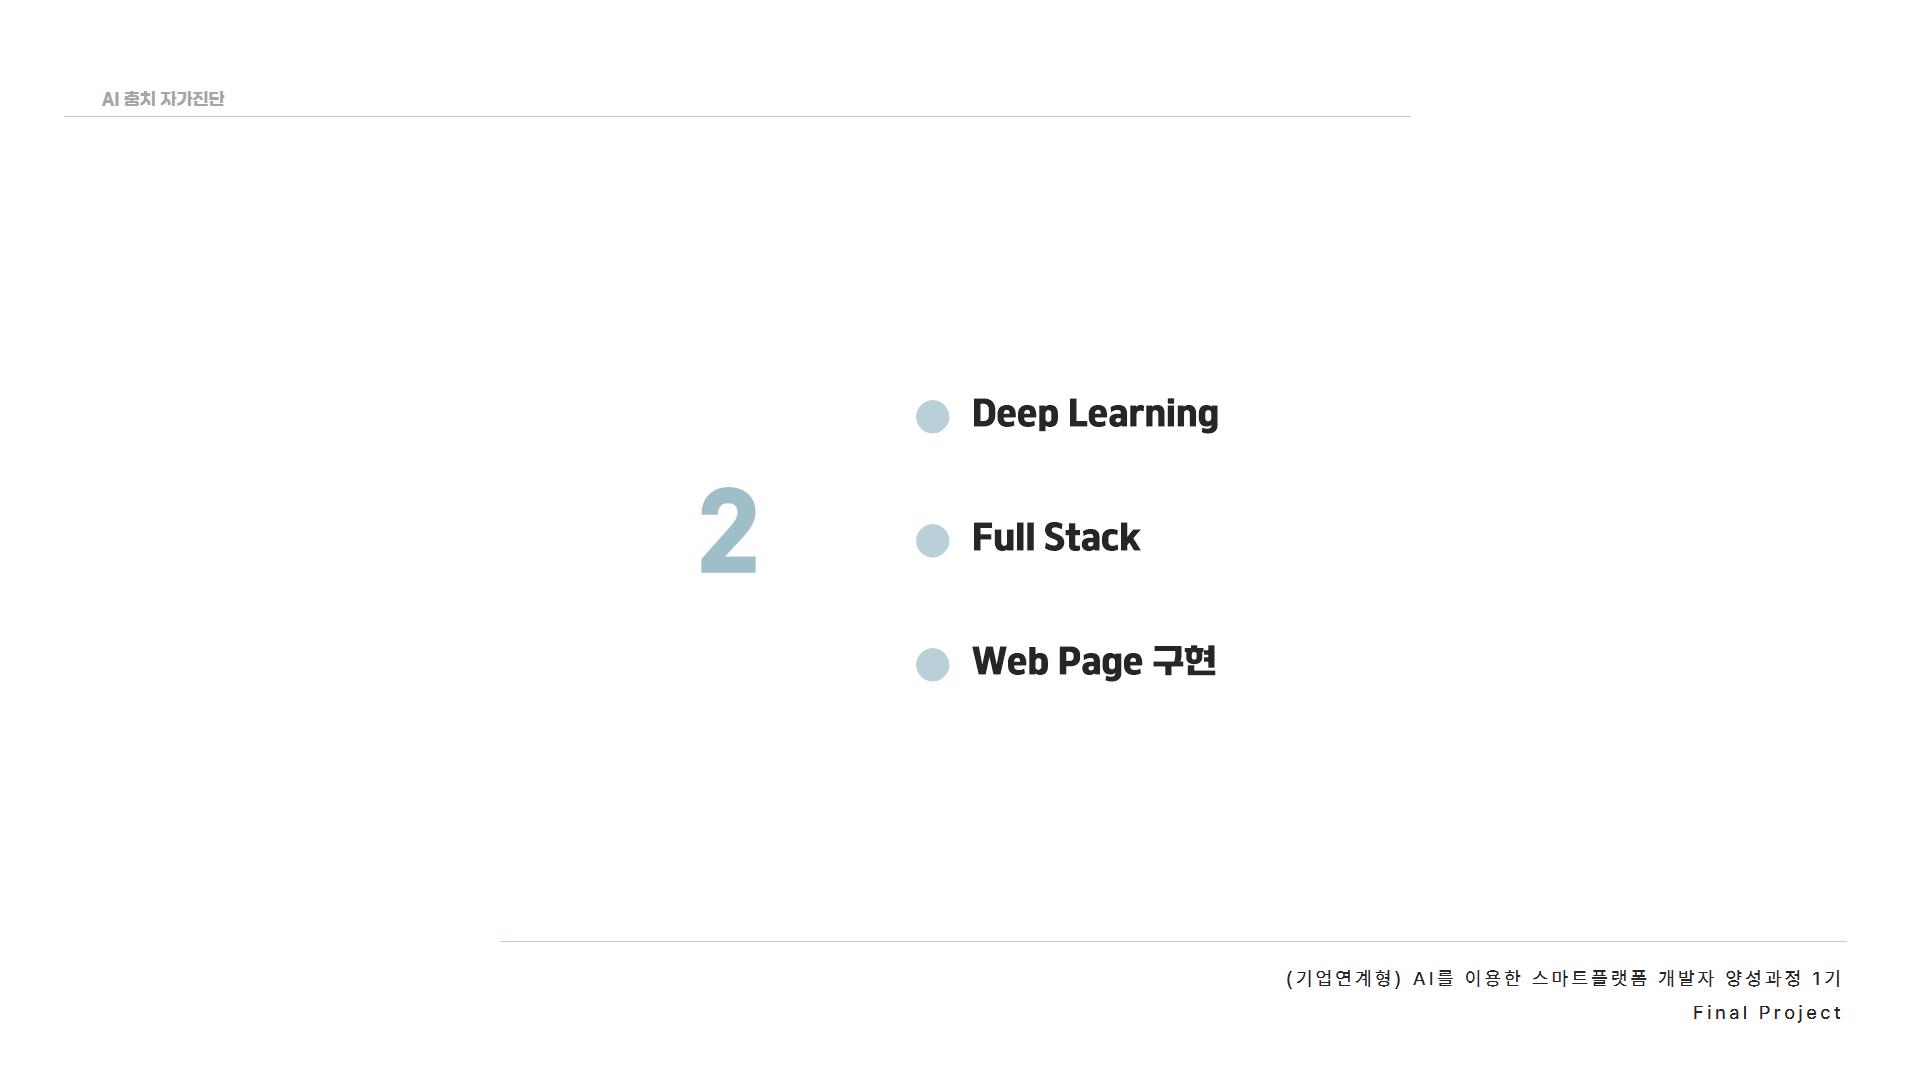 AI 충치 자가진단
2
Deep Learning
Full Stack
Web Page 구현
(기업연계형) AI를 이용한 스마트플랫폼 개발자 양성과정 1기
Final Project